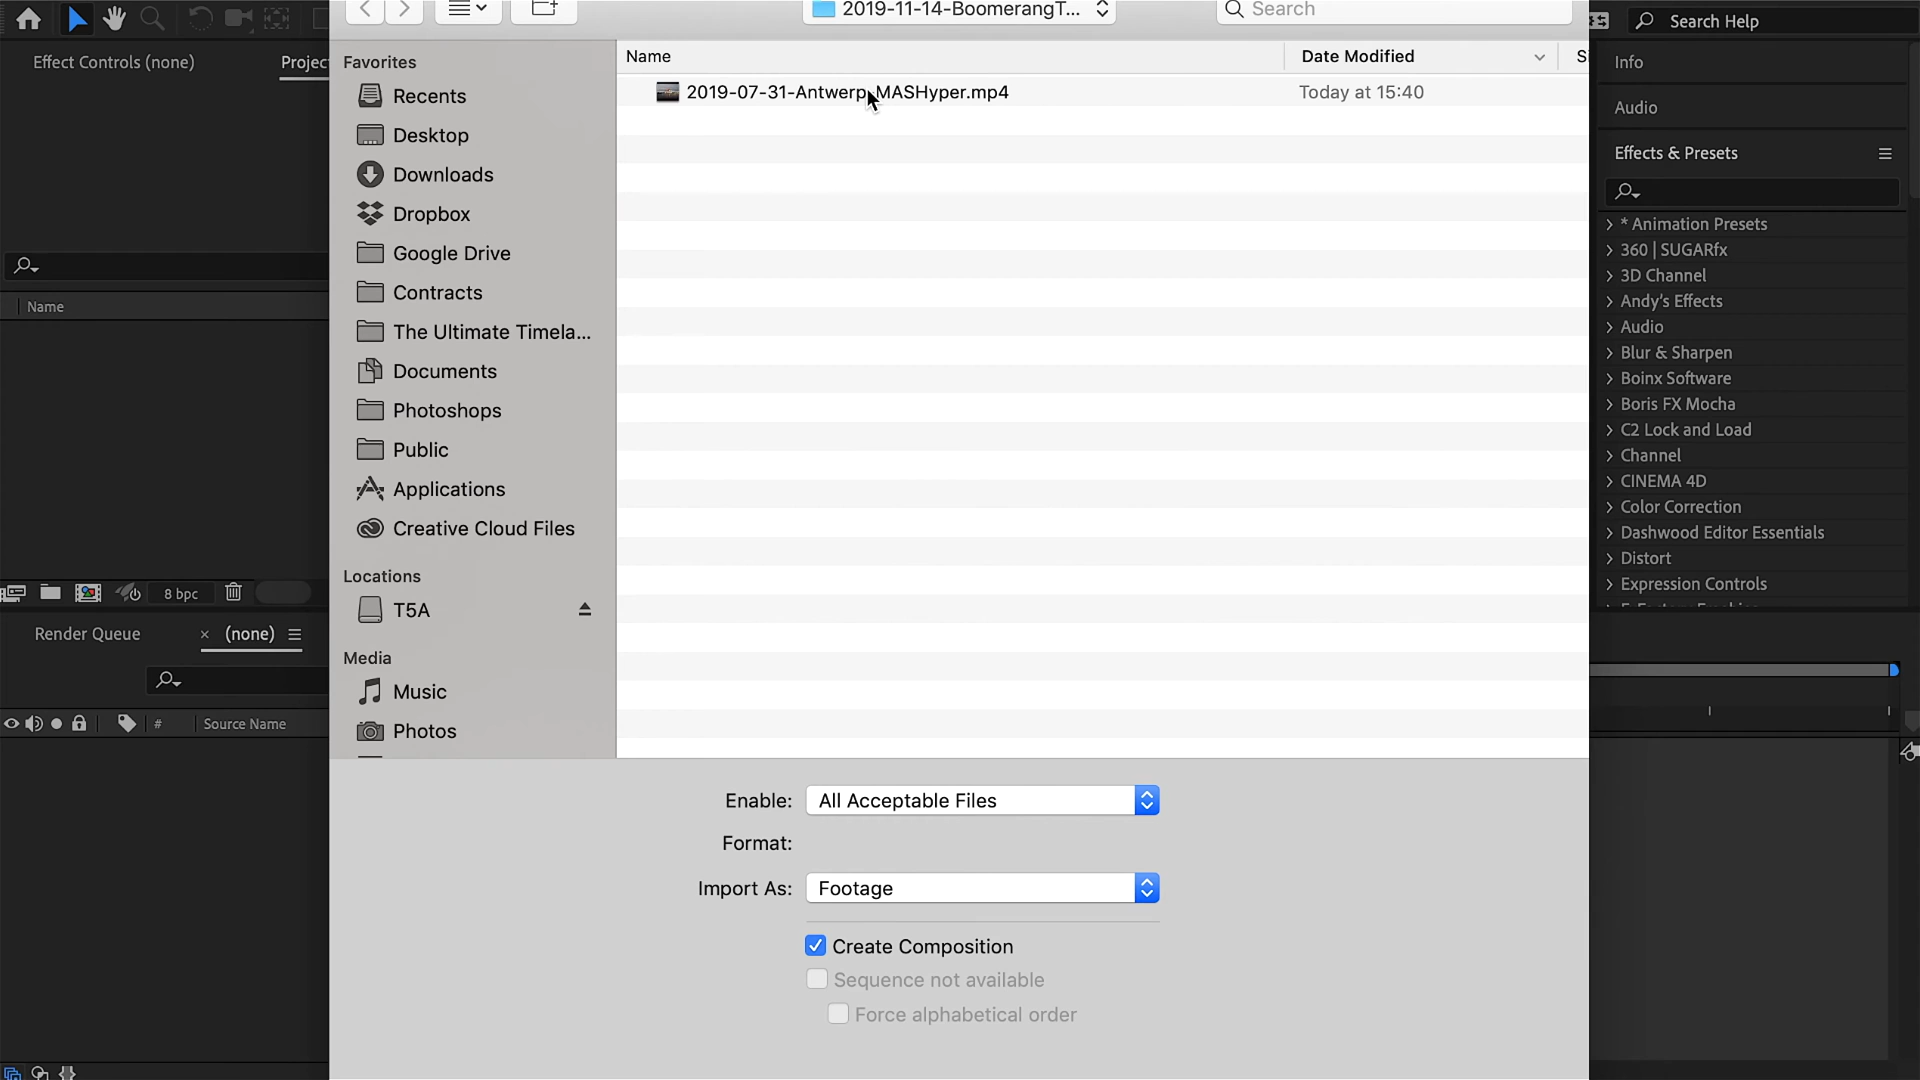 2019-11-14-BoomerangT...
Search
Search Help
Effect Controls (none)
Projec
Favorites
Recents
Desktop
Downloads
Dropbox
Google Drive
Contracts
The Ultimate Timela...
Documents
Photoshops
Public
Applications
Creative Cloud Files
Locations
T5A
Media
Music
Photos
Name
Date Modified
Si
2019-07-31-Antwerp-MASHyper.mp4
Today at 15:40
Name
8 bpc
Render Queue
× (none)
#
Source Name
Enable:
All Acceptable Files
Format:
Import As:
Footage
Create Composition
Sequence not available
Force alphabetical order
Info
Audio
Effects & Presets
* Animation Presets
360 | SUGARfx
3D Channel
Andy's Effects
Audio
Blur & Sharpen
Boinx Software
Boris FX Mocha
C2 Lock and Load
Channel
CINEMA 4D
Color Correction
Dashwood Editor Essentials
Distort
Expression Controls